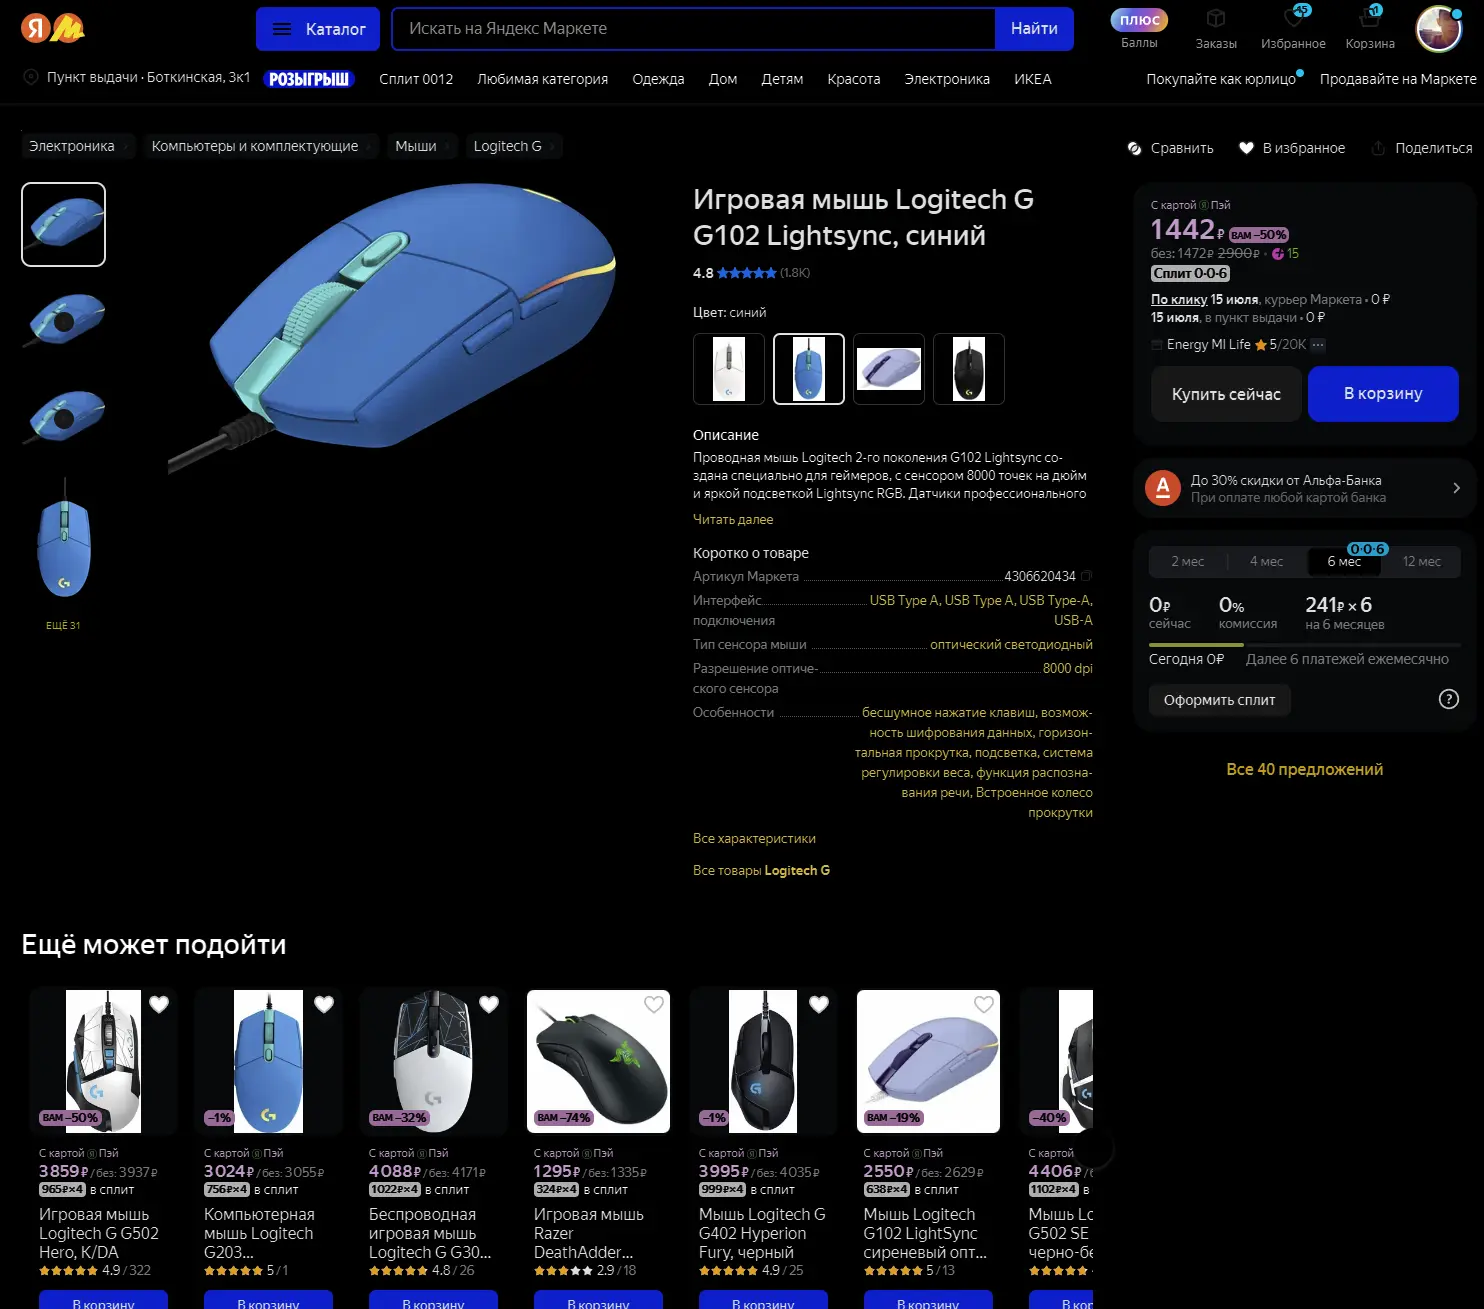 Я М
Каталог
Искать на Яндекс Маркете
Найти
плюс
Баллы
Заказы
45
Избранное
Корзина
Пункт выдачи · Боткинская, 3к1
РОЗЫГРЫШ
Сплит 0012
Любимая категория
Одежда
Дом
Детям
Красота
Электроника
ИКЕА
Покупайте как юрлицо
Продавайте на Маркете
Электроника
Компьютеры и комплектующие
Мыши
Logitech G
Сравнить
В избранное
Поделиться
ЕЩЁ 31
Игровая мышь Logitech G
G102 Lightsync, синий
4.8 (1.8K)
Цвет: синий
Описание
Проводная мышь Logitech 2-го поколения G102 Lightsync со-
здана специально для геймеров, с сенсором 8000 точек на дюйм
и яркой подсветкой Lightsync RGB. Датчики профессионального
Читать далее
Коротко о товаре
Артикул Маркета 4306620434
Интерфейс подключения USB Type A, USB Type A, USB Type-A,
USB-A
Тип сенсора мыши оптический светодиодный
Разрешение оптиче-
ского сенсора 8000 dpi
Особенности бесшумное нажатие клавиш, возмож-
ность шифрования данных, горизон-
тальная прокрутка, подсветка, система
регулировки веса, функция распозна-
вания речи, Встроенное колесо
прокрутки
Все характеристики
Все товары Logitech G
С картой Я Пэй
1442₽ ВАМ –50%
без: 1472₽ 2900₽ · 15
Сплит 0·0·6
По клику 15 июля, курьер Маркета · 0 ₽
15 июля, в пункт выдачи · 0 ₽
Energy MI Life 5/20K ···
Купить сейчас
В корзину
До 30% скидки от Альфа-Банка
При оплате любой картой банка
0·0·6
2 мес
4 мес
6 мес
12 мес
0₽
сейчас
0%
комиссия
241₽ × 6
на 6 месяцев
Сегодня 0₽
Далее 6 платежей ежемесячно
Оформить сплит
?
Все 40 предложений
Ещё может подойти
ВАМ –50%
С картой Я Пэй
3859₽/без: 3937₽
965₽×4 в сплит
Игровая мышь
Logitech G G502
Hero, K/DA
4.9/322
В корзину
–1%
С картой Я Пэй
3024₽/без: 3055₽
756₽×4 в сплит
Компьютерная
мышь Logitech
G203...
5/1
В корзину
ВАМ –32%
С картой Я Пэй
4088₽/без: 4171₽
1022₽×4 в сплит
Беспроводная
игровая мышь
Logitech G G30...
4.8/26
В корзину
ВАМ –74%
С картой Я Пэй
1295₽/без: 1335₽
324₽×4 в сплит
Игровая мышь
Razer
DeathAdder...
2.9/18
В корзину
–1%
С картой Я Пэй
3995₽/без: 4035₽
999₽×4 в сплит
Мышь Logitech G
G402 Hyperion
Fury, черный
4.9/25
В корзину
ВАМ –19%
С картой Я Пэй
2550₽/без: 2629₽
638₽×4 в сплит
Мышь Logitech
G102 LightSync
сиреневый опт...
5/13
В корзину
–40%
С картой
4406₽
1102₽×4 в
Мышь Lo
G502 SE
черно-бе
В кор